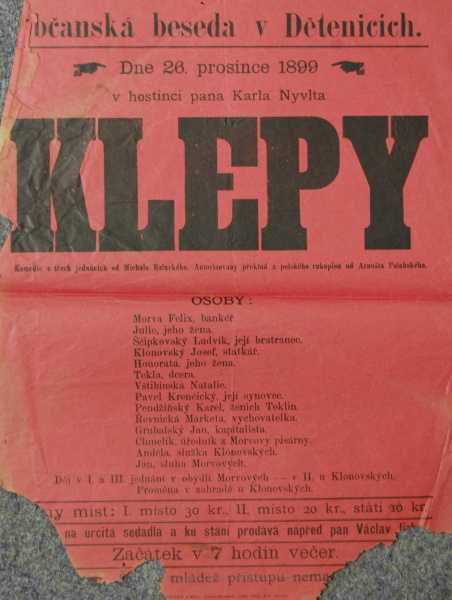 bčanská beseda v Dětenicích.
Dne 26. prosince 1899
v hostinci pana Karla Nyvlta
KLEPY
Komedie o třech jednáních od Michala Baluckého. Autorisovaný překlad z polského rukopisu od Arnošta Polabského.
OSOBY:
Morva Felix, bankéř.
Julie, jeho žena.
Ščipkovský Ludvík, její bratranec.
Klonovský Josef, statkář.
Honorata, jeho žena.
Tekla, dcera.
Větibinská Natalie.
Pavel Krenčický, její synovec.
Pendžiňský Karel, ženich Teklin.
Řevnická Marketa, vychovatelka.
Grubalský Jan, kapitalista.
Chmelík, úředník z Morvovy písárny.
Anděla, služka Klonovských.
Jan, sluha Morvových.
Děj v I. a III. jednání v obydlí Morvových — v II. u Klonovských.
Proměna v zahradě u Klonovských.
ny míst: I. místo 30 kr., II. místo 20 kr., státi 10 kr.
na určitá sedadla a ku stání prodává napřed pan Václav
Začátek v 7 hodin večer.
mládež přístupu nemá